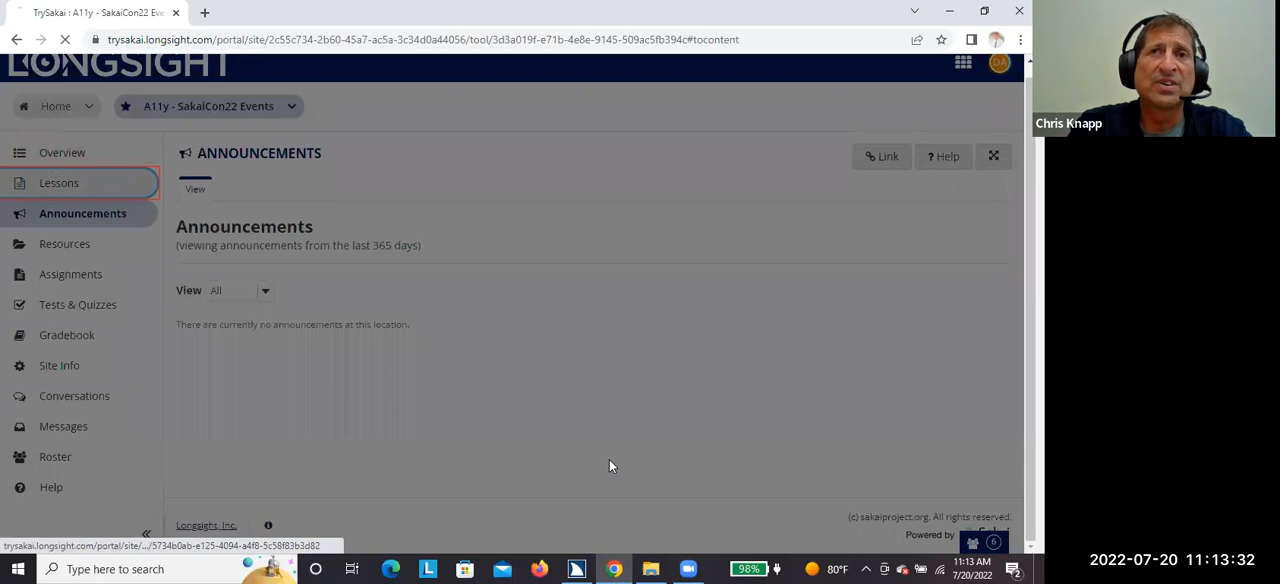 TrySakai : A11y - SakaiCon22 Eve
trysakai.longsight.com/portal/site/2c55c734-2b60-45a7-ac5a-3c34d0a44056/tool/3d3a019f-e71b-4e8e-9145-509ac5fb394c#tocontent
LONGSIGHT
DA
Home
A11y - SakaiCon22 Events
Overview
Lessons
Announcements
Resources
Assignments
Tests & Quizzes
Gradebook
Site Info
Conversations
Messages
Roster
Help
ANNOUNCEMENTS
Link
? Help
View
Announcements
(viewing announcements from the last 365 days)
View All
There are currently no announcements at this location.
Longsight, Inc.
(c) sakaiproject.org. All rights reserved.
Powered by
Sakai
6
trysakai.longsight.com/portal/site/.../5734b0ab-e125-4094-a4f8-5c58f83b3d82
Type here to search
98%
80°F
11:13 AM
7/20/2022
2
Chris Knapp
2022-07-20 11:13:32